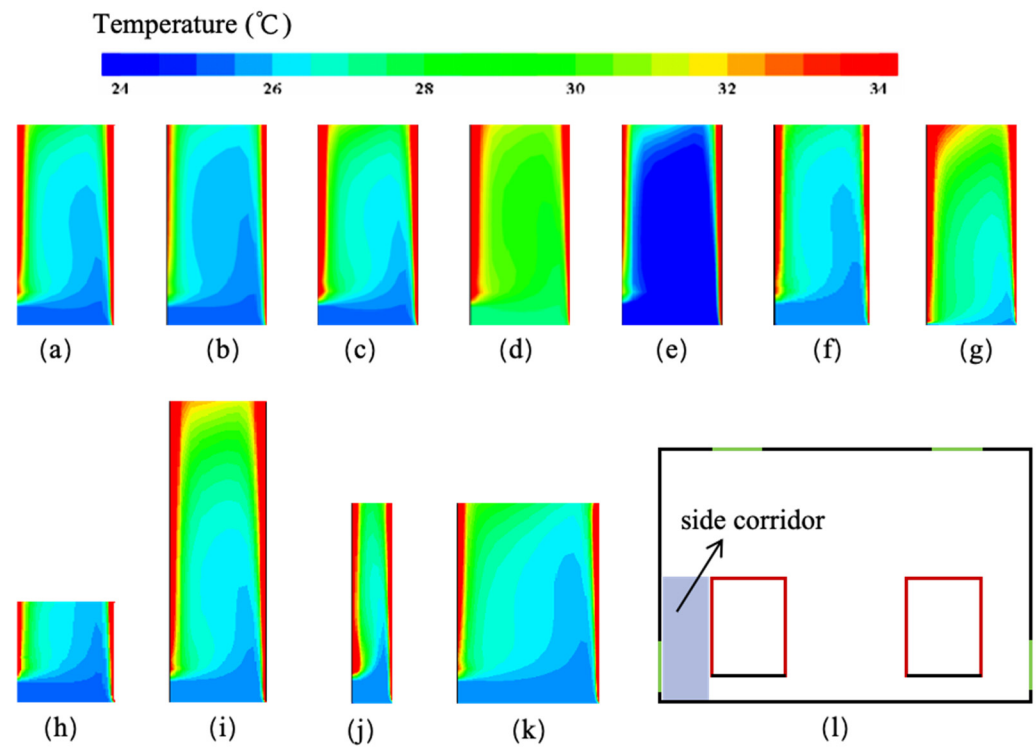 Temperature (℃)
24 26 28 30 32 34
(a) (b) (c) (d) (e) (f) (g)
side corridor
(h) (i) (j) (k) (l)